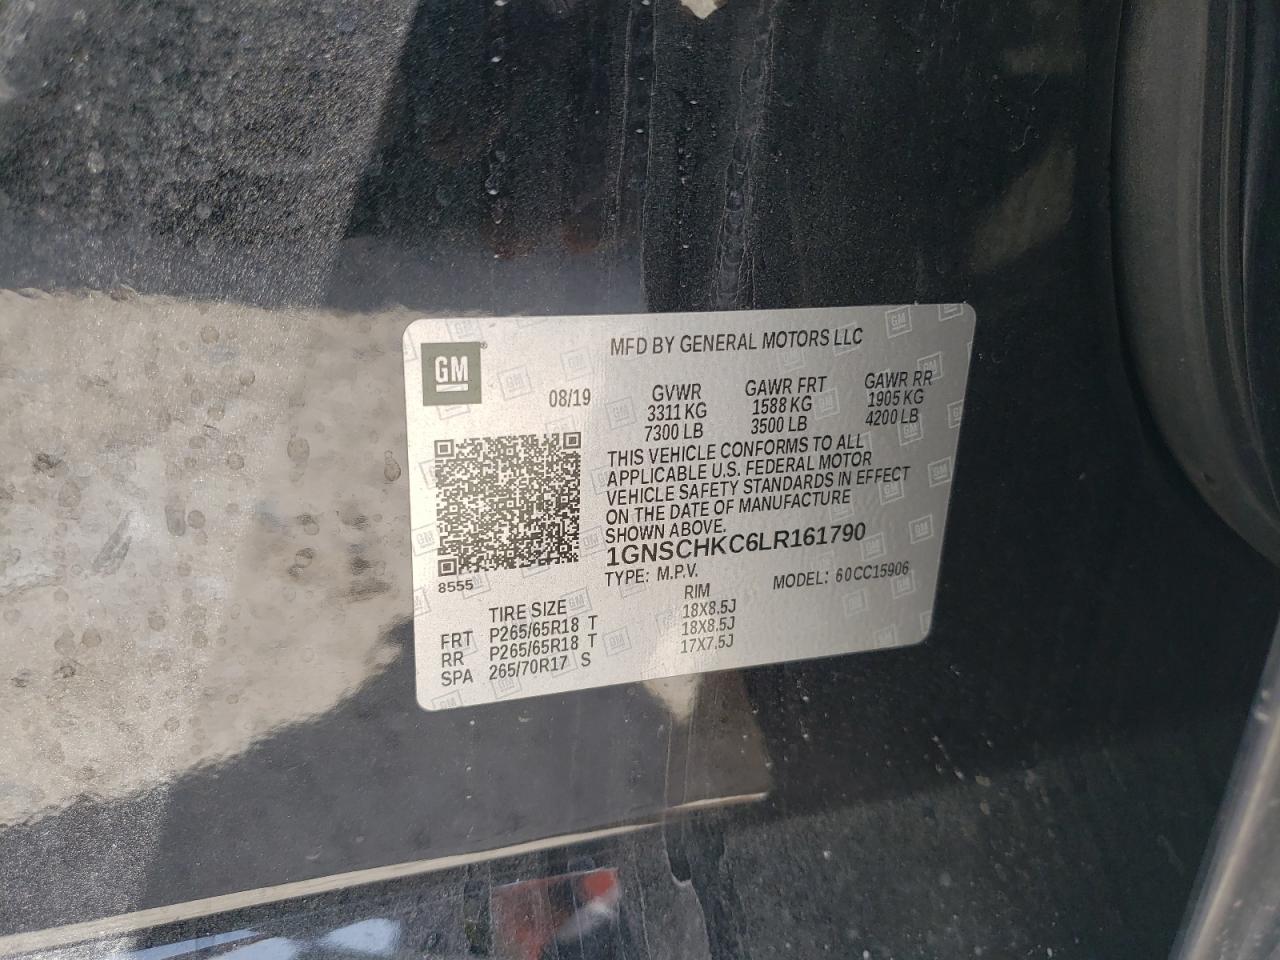 MFD BY GENERAL MOTORS LLC
GM
08/19
GVWR GAWR FRT GAWR RR
3311 KG 1588 KG 1905 KG
7300 LB 3500 LB 4200 LB
THIS VEHICLE CONFORMS TO ALL
APPLICABLE U.S. FEDERAL MOTOR
VEHICLE SAFETY STANDARDS IN EFFECT
ON THE DATE OF MANUFACTURE
SHOWN ABOVE.
1GNSCHKC6LR161790
TYPE: M.P.V. MODEL: 60CC15906
8555
TIRE SIZE RIM
FRT P265/65R18 T 18X8.5J
RR P265/65R18 T 18X8.5J
SPA 265/70R17 S 17X7.5J